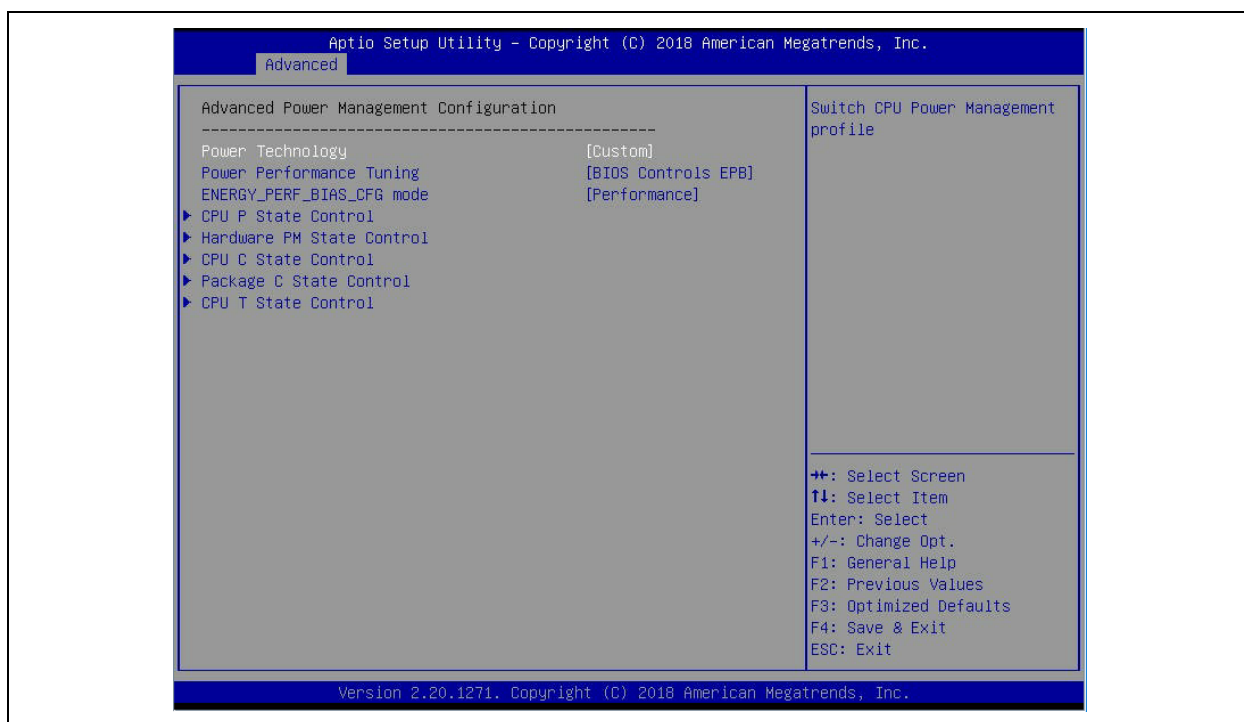 Aptio Setup Utility – Copyright (C) 2018 American Megatrends, Inc.
Advanced
Advanced Power Management Configuration
--------------------------------------------------
Power Technology [Custom]
Power Performance Tuning [BIOS Controls EPB]
ENERGY_PERF_BIAS_CFG mode [Performance]
▶ CPU P State Control
▶ Hardware PM State Control
▶ CPU C State Control
▶ Package C State Control
▶ CPU T State Control
Switch CPU Power Management
profile
→←: Select Screen
↑↓: Select Item
Enter: Select
+/-: Change Opt.
F1: General Help
F2: Previous Values
F3: Optimized Defaults
F4: Save & Exit
ESC: Exit
Version 2.20.1271. Copyright (C) 2018 American Megatrends, Inc.